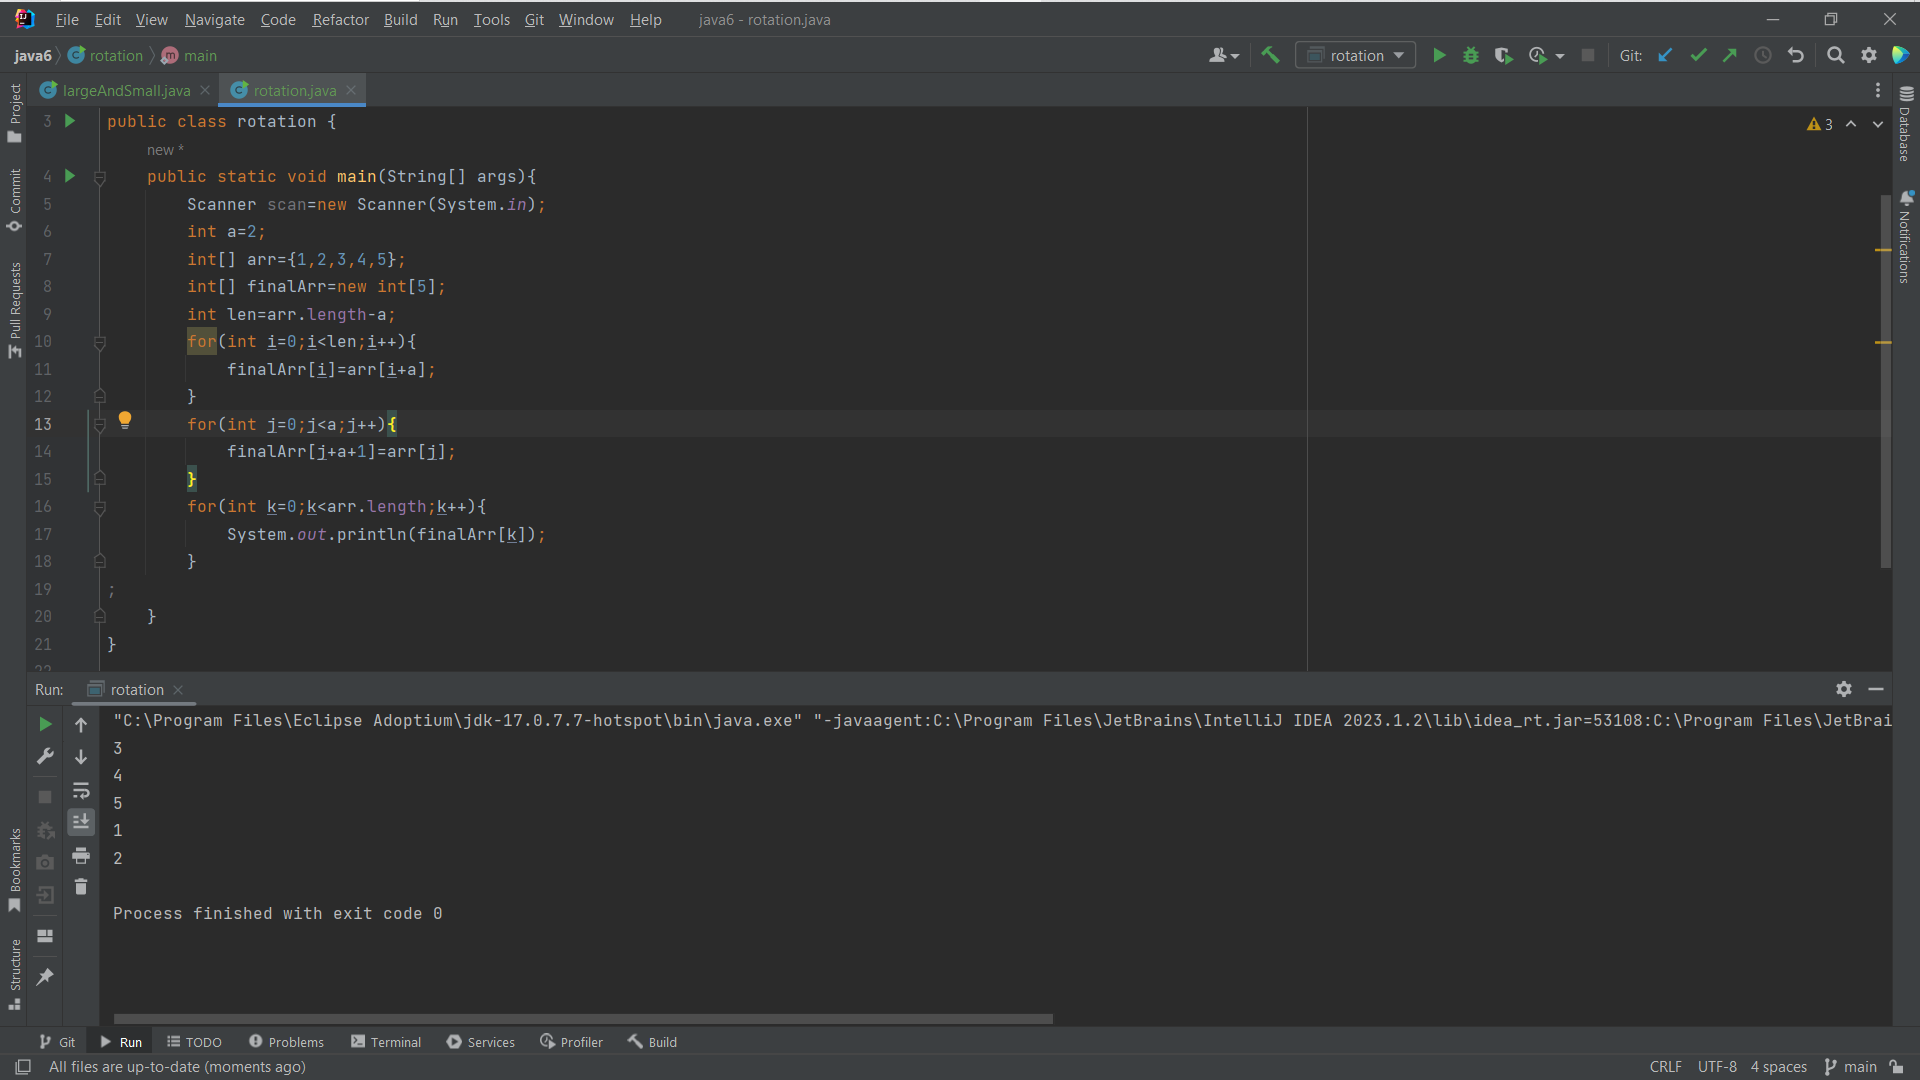 File Edit View Navigate Code Refactor Build Run Tools Git Window Help java6 - rotation.java
java6 rotation main rotation Git:
largeAndSmall.java rotation.java
Project
Commit
Pull Requests
Bookmarks
Structure
Database
Notifications
3 public class rotation { 3
new *
4 public static void main(String[] args){
5 Scanner scan=new Scanner(System.in);
6 int a=2;
7 int[] arr={1,2,3,4,5};
8 int[] finalArr=new int[5];
9 int len=arr.length-a;
10 for(int i=0;i<len;i++){
11 finalArr[i]=arr[i+a];
12 }
13 for(int j=0;j<a;j++){
14 finalArr[j+a+1]=arr[j];
15 }
16 for(int k=0;k<arr.length;k++){
17 System.out.println(finalArr[k]);
18 }
19 ;
20 }
21 }
22
Run: rotation
"C:\Program Files\Eclipse Adoptium\jdk-17.0.7.7-hotspot\bin\java.exe" "-javaagent:C:\Program Files\JetBrains\IntelliJ IDEA 2023.1.2\lib\idea_rt.jar=53108:C:\Program Files\JetBrai
3
4
5
1
2
Process finished with exit code 0
Git Run TODO Problems Terminal Services Profiler Build
All files are up-to-date (moments ago) CRLF UTF-8 4 spaces main